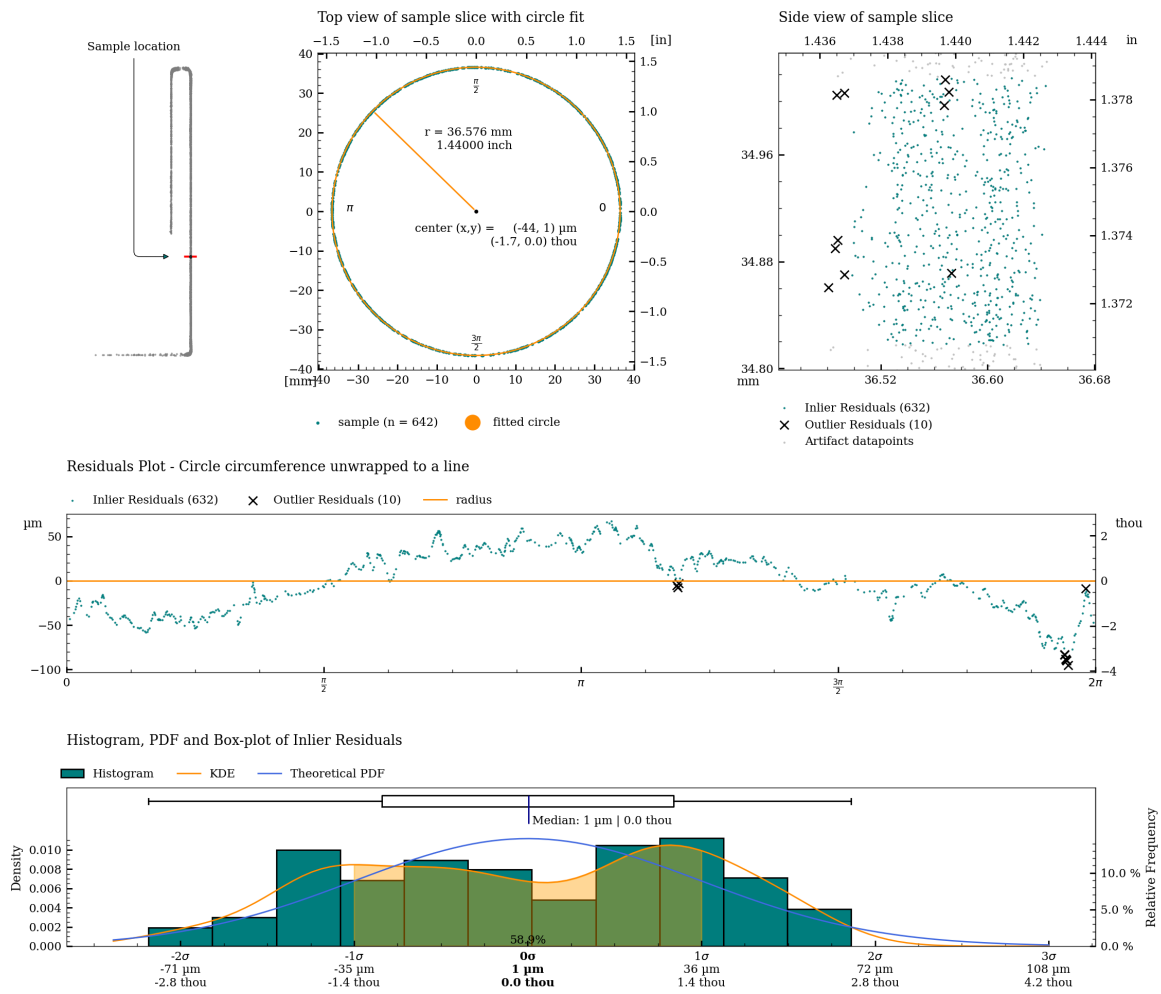 Top view of sample slice with circle fit
Side view of sample slice
Sample location
−1.5 −1.0 −0.5 0.0 0.5 1.0 1.5 [in]
1.436 1.438 1.440 1.442 1.444 in
40 30 20 10 0 −10 −20 −30 −40
1.5 1.0 0.5 0.0 −0.5 −1.0 −1.5
π/2
r = 36.576 mm
1.44000 inch
π
0
center (x,y) = (-44, 1) µm
(-1.7, 0.0) thou
3π/2
[mm]
−40 −30 −20 −10 0 10 20 30 40
34.96 34.88 34.80
1.378 1.376 1.374 1.372
mm
36.52 36.60 36.68
sample (n = 642)
fitted circle
Inlier Residuals (632)
Outlier Residuals (10)
Artifact datapoints
Residuals Plot - Circle circumference unwrapped to a line
Inlier Residuals (632) Outlier Residuals (10) radius
µm
thou
50 0 −50 −100
2 0 −2 −4
0 π/2 π 3π/2 2π
Histogram, PDF and Box-plot of Inlier Residuals
Histogram KDE Theoretical PDF
Median: 1 µm | 0.0 thou
Density
0.010 0.008 0.006 0.004 0.002 0.000
10.0 % 5.0 % 0.0 %
Relative Frequency
58.9%
-2σ -1σ 0σ 1σ 2σ 3σ
-71 µm -35 µm 1 µm 36 µm 72 µm 108 µm
-2.8 thou -1.4 thou 0.0 thou 1.4 thou 2.8 thou 4.2 thou